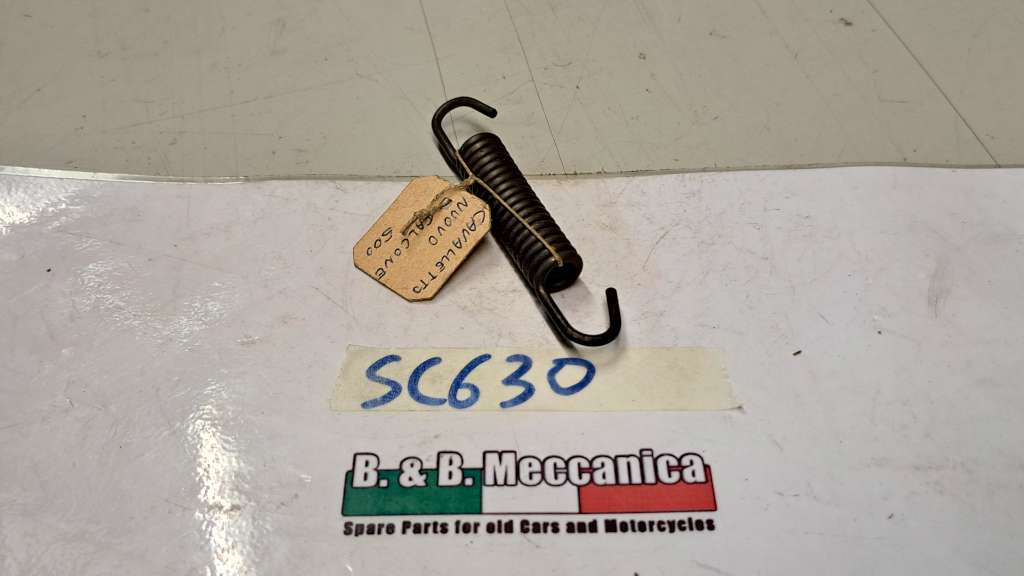 CAVALLETTO
NUOVO
FALCONE
500
SC630
B. & B. Meccanica
Spare Parts for old Cars and Motorcycles